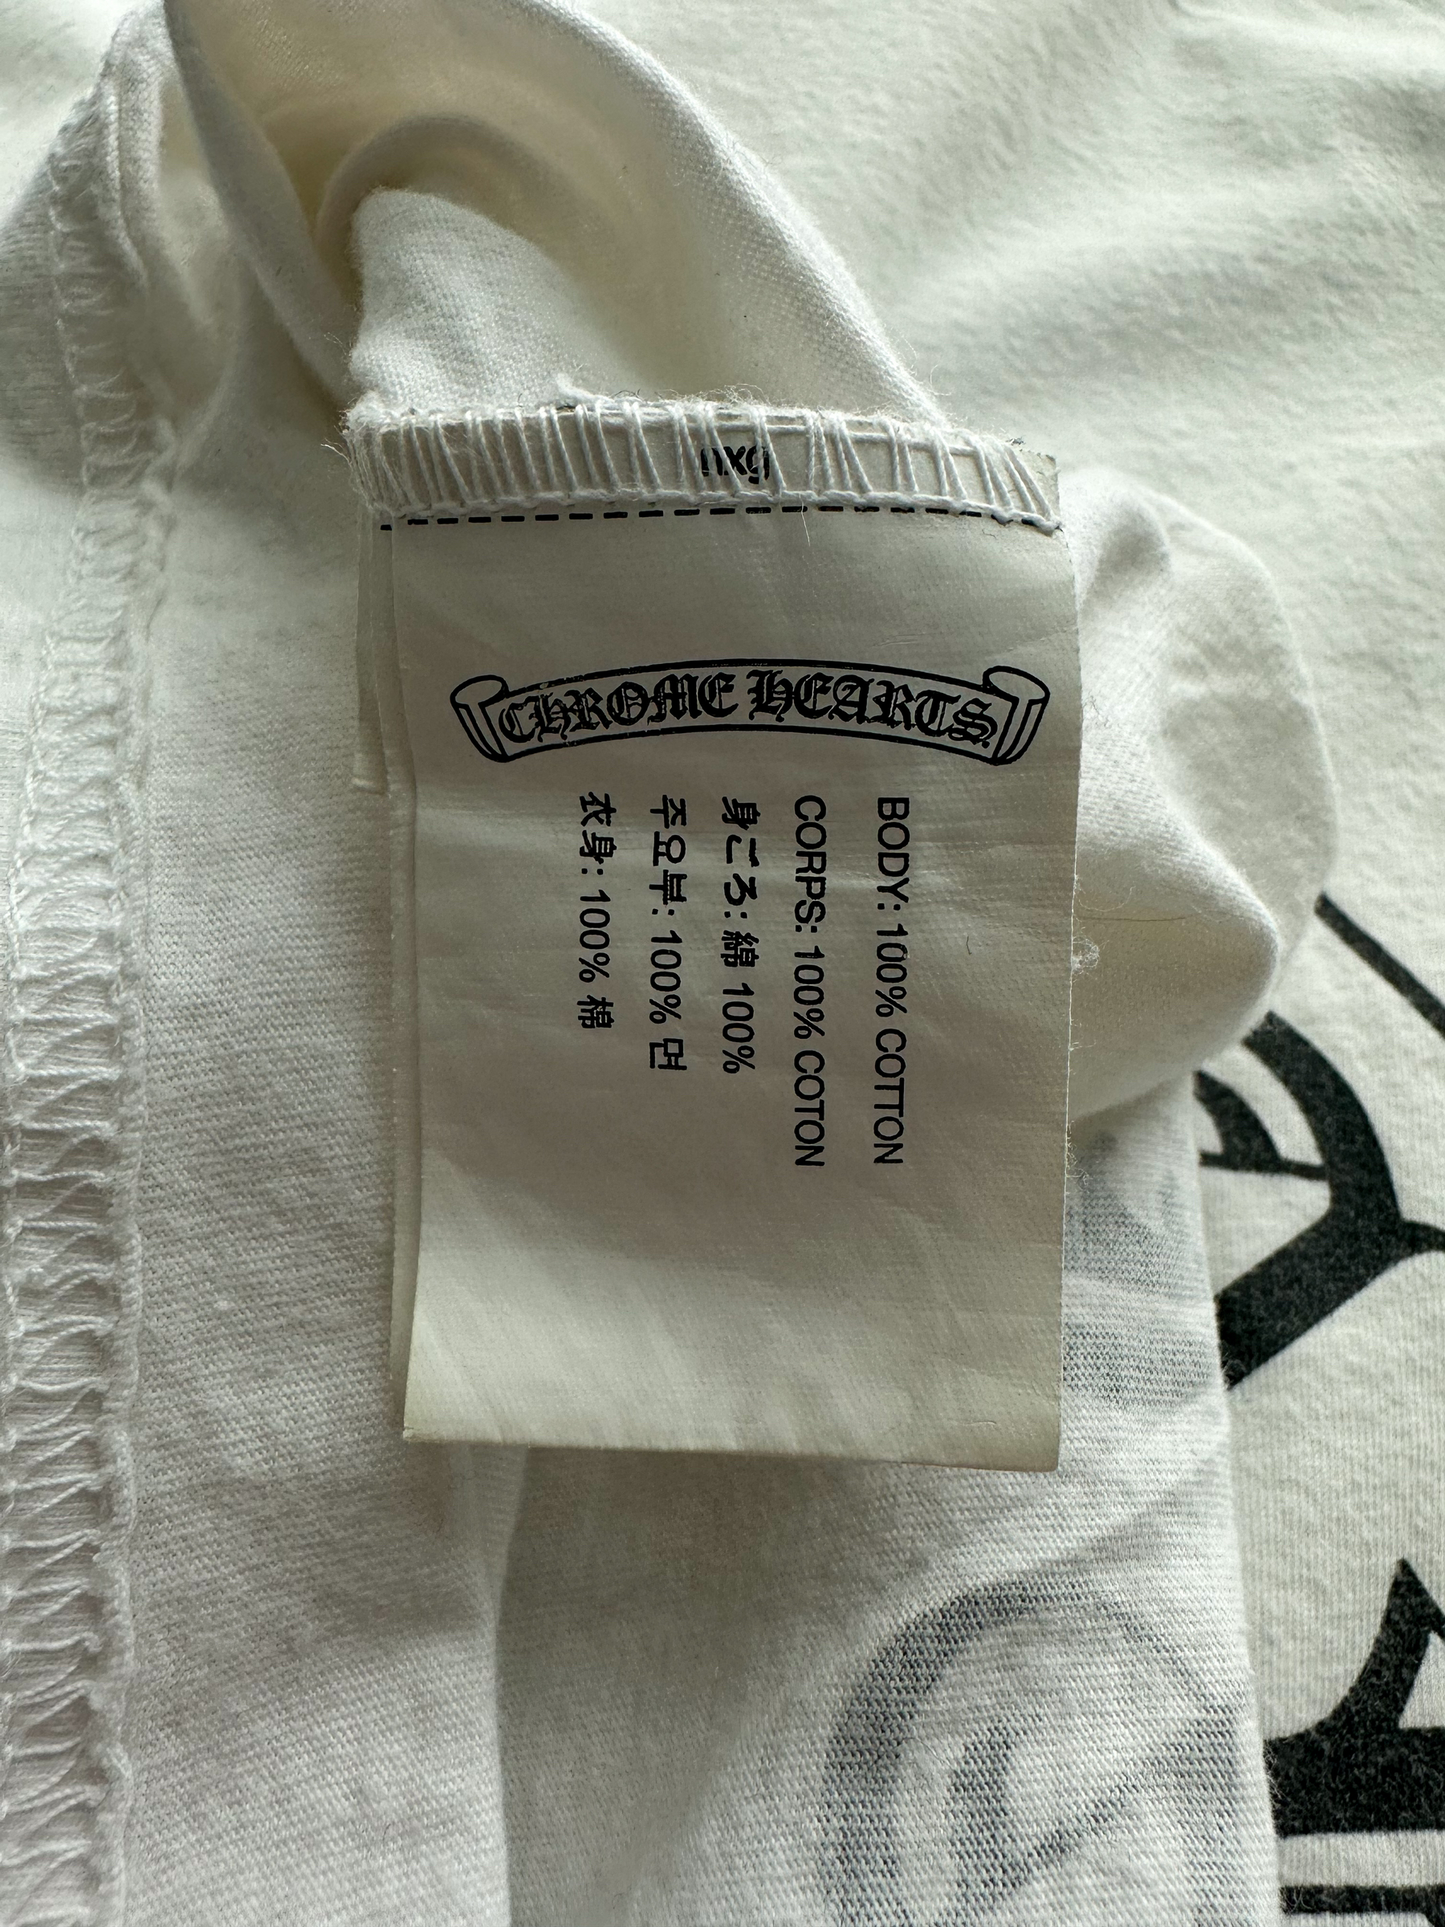 nxg
CHROME HEARTS
BODY: 100% COTTON
CORPS: 100% COTON
身ごろ: 綿 100%
주요부: 100% 면
衣身: 100% 棉